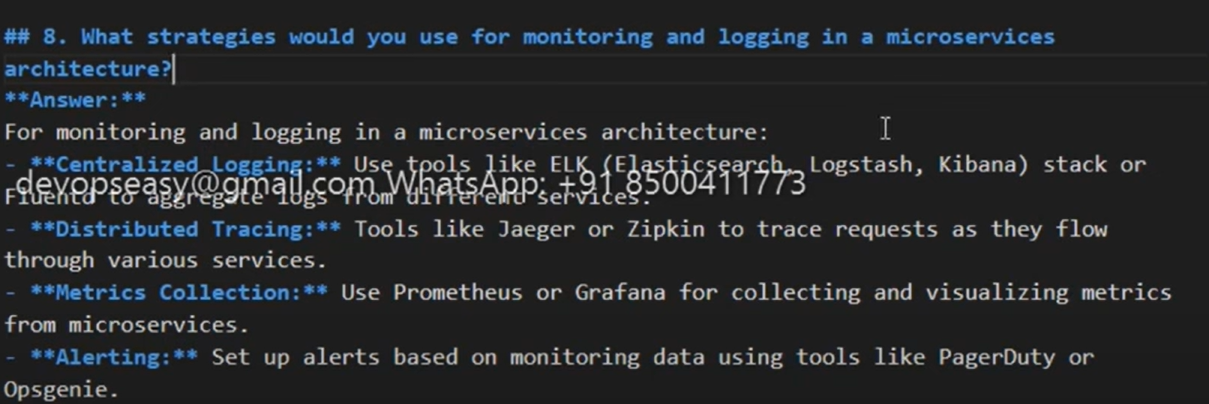 ## 8. What strategies would you use for monitoring and logging in a microservices
architecture?
**Answer:**
For monitoring and logging in a microservices architecture:
- **Centralized Logging:** Use tools like ELK (Elasticsearch, Logstash, Kibana) stack or
devopseasy@gmail.com WhatsApp: +91 8500411773
Fluentd to aggregate logs from different services.
- **Distributed Tracing:** Tools like Jaeger or Zipkin to trace requests as they flow
through various services.
- **Metrics Collection:** Use Prometheus or Grafana for collecting and visualizing metrics
from microservices.
- **Alerting:** Set up alerts based on monitoring data using tools like PagerDuty or
Opsgenie.